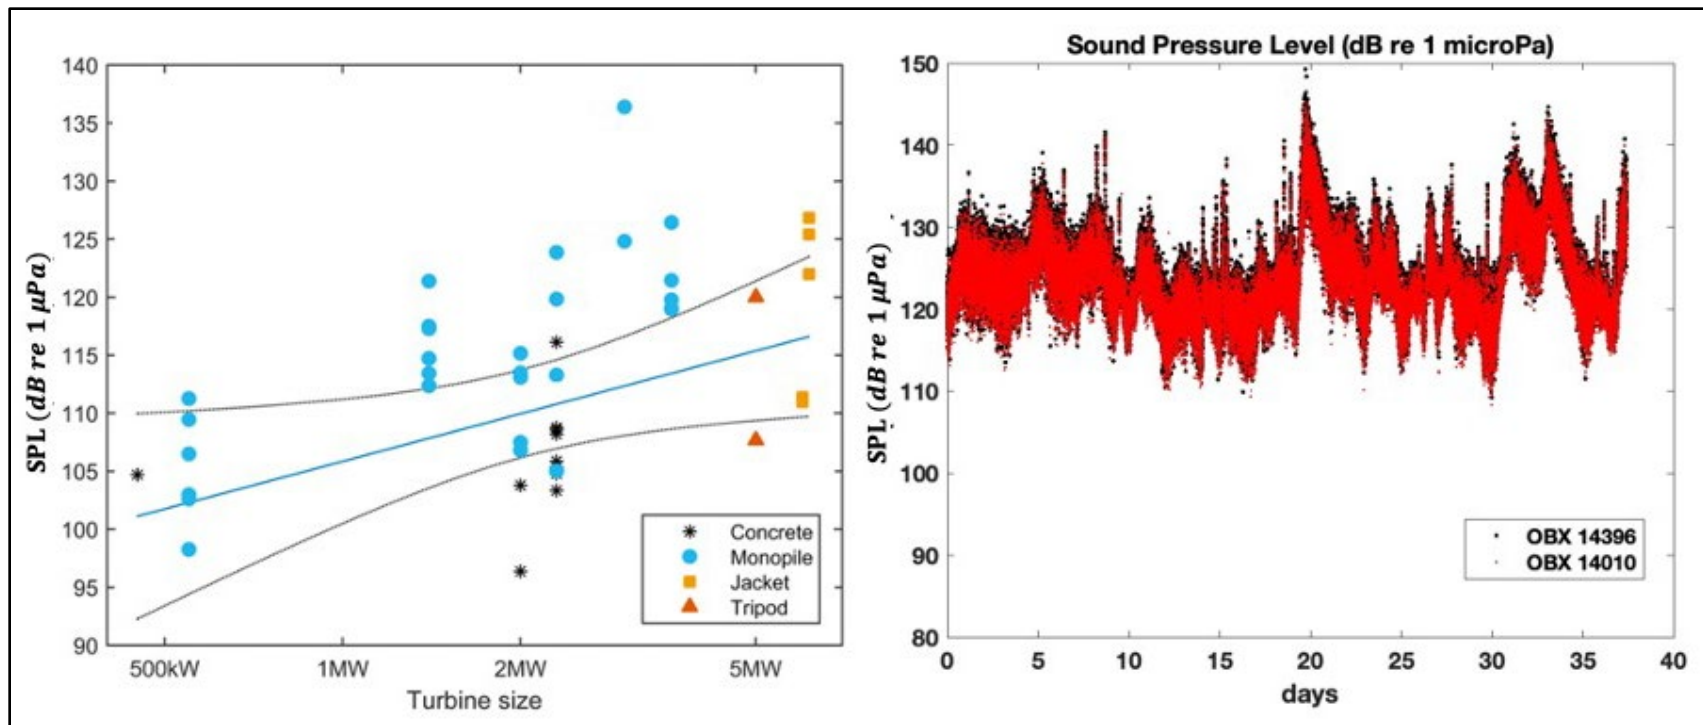 SPL (dB re 1 μPa)
140
135
130
125
120
115
110
105
100
95
90
500kW
1MW
2MW
5MW
Turbine size
Concrete
Monopile
Jacket
Tripod
Sound Pressure Level (dB re 1 microPa)
SPL (dB re 1 μPa)
150
140
130
120
110
100
90
80
0
5
10
15
20
25
30
35
40
days
OBX 14396
OBX 14010